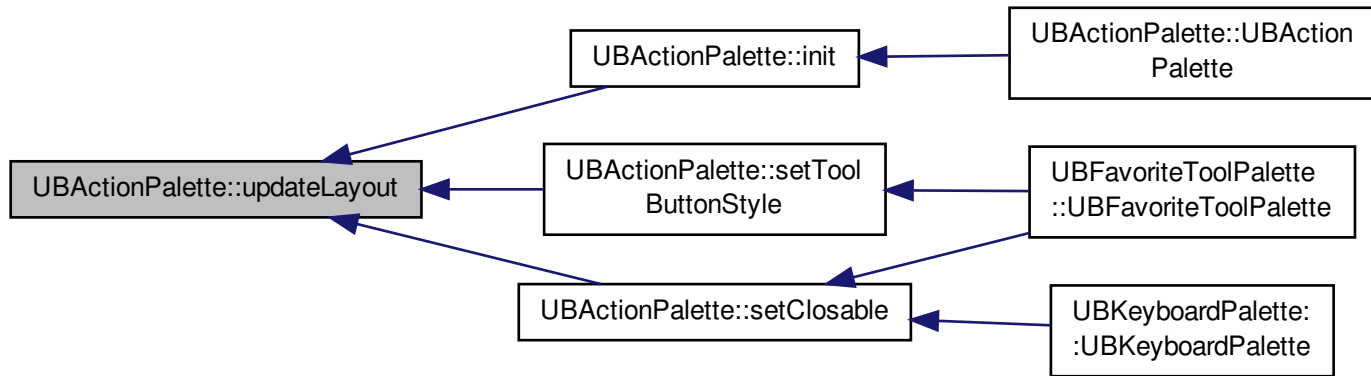 UBActionPalette::updateLayout
UBActionPalette::init
UBActionPalette::UBAction
Palette
UBActionPalette::setTool
ButtonStyle
UBFavoriteToolPalette
::UBFavoriteToolPalette
UBActionPalette::setClosable
UBKeyboardPalette:
:UBKeyboardPalette